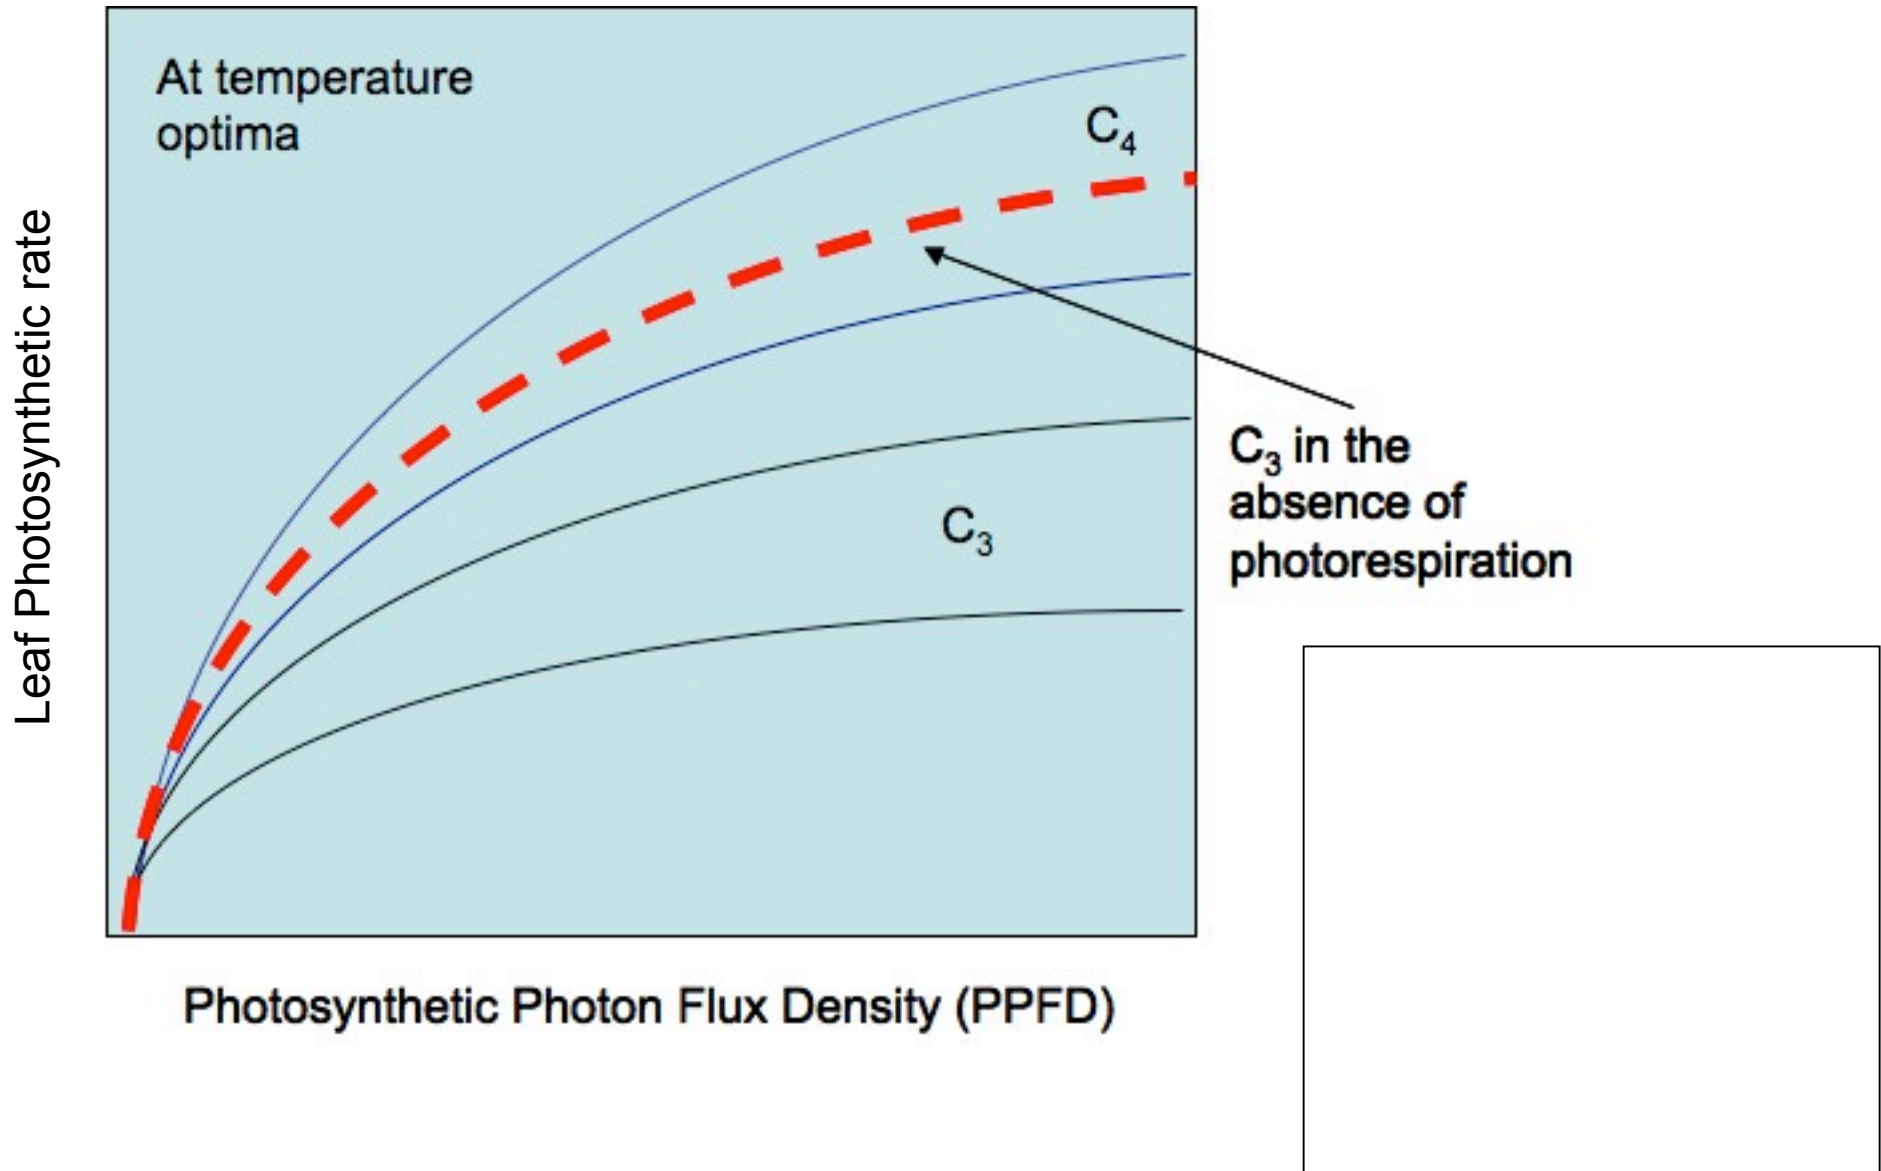 At temperature
optima
C₄
Leaf Photosynthetic rate
C₃ in the
absence of
photorespiration
C₃
Photosynthetic Photon Flux Density (PPFD)